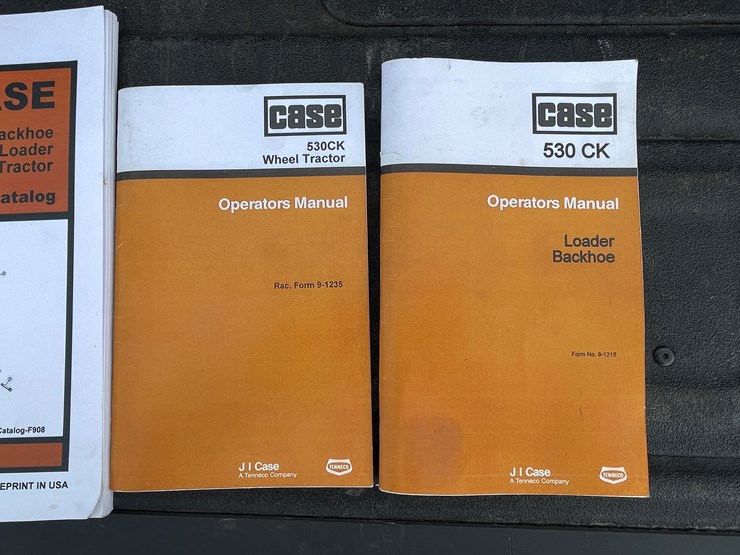 ASE
ackhoe
Loader
Tractor
atalog
Catalog-F908
EPRINT IN USA
case
530CK
Wheel Tractor
Operators Manual
Rac. Form 9-1235
J I Case
A Tenneco Company
TENNECO
case
530 CK
Operators Manual
Loader
Backhoe
Form No. 9-1215
J I Case
A Tenneco Company
TENNECO